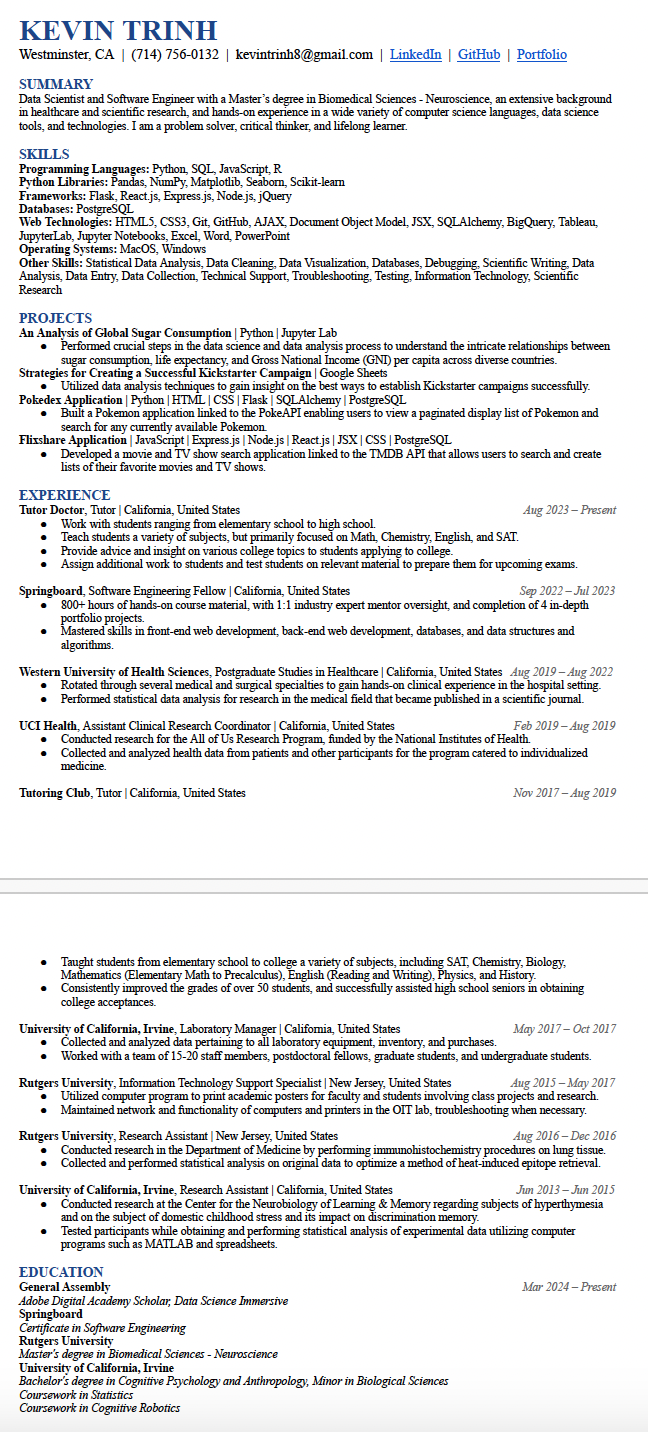 KEVIN TRINH
Westminster, CA | (714) 756-0132 | kevintrinh8@gmail.com | LinkedIn | GitHub | Portfolio
SUMMARY
Data Scientist and Software Engineer with a Master's degree in Biomedical Sciences - Neuroscience, an extensive background
in healthcare and scientific research, and hands-on experience in a wide variety of computer science languages, data science
tools, and technologies. I am a problem solver, critical thinker, and lifelong learner.
SKILLS
Programming Languages: Python, SQL, JavaScript, R
Python Libraries: Pandas, NumPy, Matplotlib, Seaborn, Scikit-learn
Frameworks: Flask, React.js, Express.js, Node.js, jQuery
Databases: PostgreSQL
Web Technologies: HTML5, CSS3, Git, GitHub, AJAX, Document Object Model, JSX, SQLAlchemy, BigQuery, Tableau,
JupyterLab, Jupyter Notebooks, Excel, Word, PowerPoint
Operating Systems: MacOS, Windows
Other Skills: Statistical Data Analysis, Data Cleaning, Data Visualization, Databases, Debugging, Scientific Writing, Data
Analysis, Data Entry, Data Collection, Technical Support, Troubleshooting, Testing, Information Technology, Scientific
Research
PROJECTS
An Analysis of Global Sugar Consumption | Python | Jupyter Lab
● Performed crucial steps in the data science and data analysis process to understand the intricate relationships between
sugar consumption, life expectancy, and Gross National Income (GNI) per capita across diverse countries.
Strategies for Creating a Successful Kickstarter Campaign | Google Sheets
● Utilized data analysis techniques to gain insight on the best ways to establish Kickstarter campaigns successfully.
Pokedex Application | Python | HTML | CSS | Flask | SQLAlchemy | PostgreSQL
● Built a Pokemon application linked to the PokeAPI enabling users to view a paginated display list of Pokemon and
search for any currently available Pokemon.
Flixshare Application | JavaScript | Express.js | Node.js | React.js | JSX | CSS | PostgreSQL
● Developed a movie and TV show search application linked to the TMDB API that allows users to search and create
lists of their favorite movies and TV shows.
EXPERIENCE
Tutor Doctor, Tutor | California, United States Aug 2023 – Present
● Work with students ranging from elementary school to high school.
● Teach students a variety of subjects, but primarily focused on Math, Chemistry, English, and SAT.
● Provide advice and insight on various college topics to students applying to college.
● Assign additional work to students and test students on relevant material to prepare them for upcoming exams.
Springboard, Software Engineering Fellow | California, United States Sep 2022 – Jul 2023
● 800+ hours of hands-on course material, with 1:1 industry expert mentor oversight, and completion of 4 in-depth
portfolio projects.
● Mastered skills in front-end web development, back-end web development, databases, and data structures and
algorithms.
Western University of Health Sciences, Postgraduate Studies in Healthcare | California, United States Aug 2019 – Aug 2022
● Rotated through several medical and surgical specialties to gain hands-on clinical experience in the hospital setting.
● Performed statistical data analysis for research in the medical field that became published in a scientific journal.
UCI Health, Assistant Clinical Research Coordinator | California, United States Feb 2019 – Aug 2019
● Conducted research for the All of Us Research Program, funded by the National Institutes of Health.
● Collected and analyzed health data from patients and other participants for the program catered to individualized
medicine.
Tutoring Club, Tutor | California, United States Nov 2017 – Aug 2019
● Taught students from elementary school to college a variety of subjects, including SAT, Chemistry, Biology,
Mathematics (Elementary Math to Precalculus), English (Reading and Writing), Physics, and History.
● Consistently improved the grades of over 50 students, and successfully assisted high school seniors in obtaining
college acceptances.
University of California, Irvine, Laboratory Manager | California, United States May 2017 – Oct 2017
● Collected and analyzed data pertaining to all laboratory equipment, inventory, and purchases.
● Worked with a team of 15-20 staff members, postdoctoral fellows, graduate students, and undergraduate students.
Rutgers University, Information Technology Support Specialist | New Jersey, United States Aug 2015 – May 2017
● Utilized computer program to print academic posters for faculty and students involving class projects and research.
● Maintained network and functionality of computers and printers in the OIT lab, troubleshooting when necessary.
Rutgers University, Research Assistant | New Jersey, United States Aug 2016 – Dec 2016
● Conducted research in the Department of Medicine by performing immunohistochemistry procedures on lung tissue.
● Collected and performed statistical analysis on original data to optimize a method of heat-induced epitope retrieval.
University of California, Irvine, Research Assistant | California, United States Jun 2013 – Jun 2015
● Conducted research at the Center for the Neurobiology of Learning & Memory regarding subjects of hyperthymesia
and on the subject of domestic childhood stress and its impact on discrimination memory.
● Tested participants while obtaining and performing statistical analysis of experimental data utilizing computer
programs such as MATLAB and spreadsheets.
EDUCATION
General Assembly Mar 2024 – Present
Adobe Digital Academy Scholar, Data Science Immersive
Springboard
Certificate in Software Engineering
Rutgers University
Master's degree in Biomedical Sciences - Neuroscience
University of California, Irvine
Bachelor's degree in Cognitive Psychology and Anthropology, Minor in Biological Sciences
Coursework in Statistics
Coursework in Cognitive Robotics